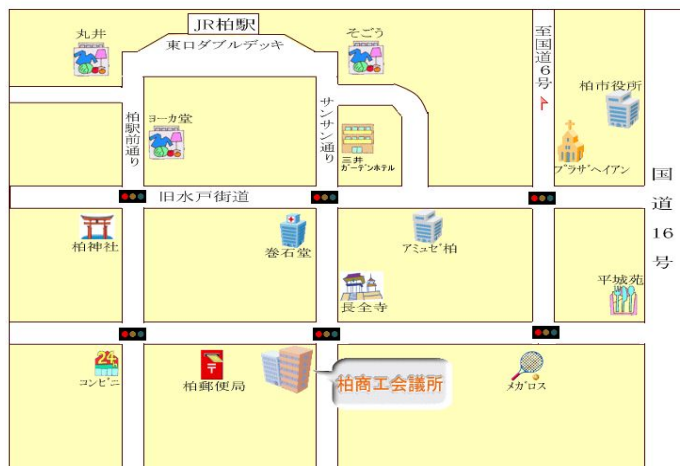 JR柏駅
東口ダブルデッキ
丸井
そごう
至国道6号
柏市役所
柏駅前通り
ヨーカ堂
サンサン通り
三井
ガーデンホテル
プラザヘイアン
国道16号
旧水戸街道
柏神社
巻石堂
アミュゼ柏
長全寺
平城苑
24
コンビニ
〒
柏郵便局
柏商工会議所
メガロス